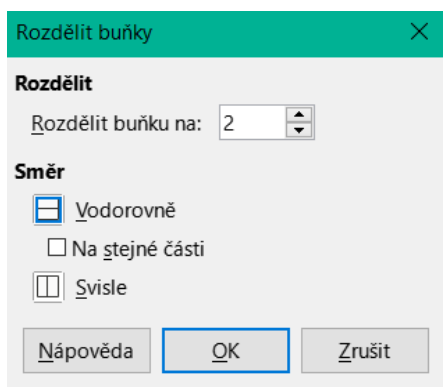 Rozdělit buňky
Rozdělit
Rozdělit buňku na: 2
Směr
Vodorovně
Na stejné části
Svisle
Nápověda OK Zrušit